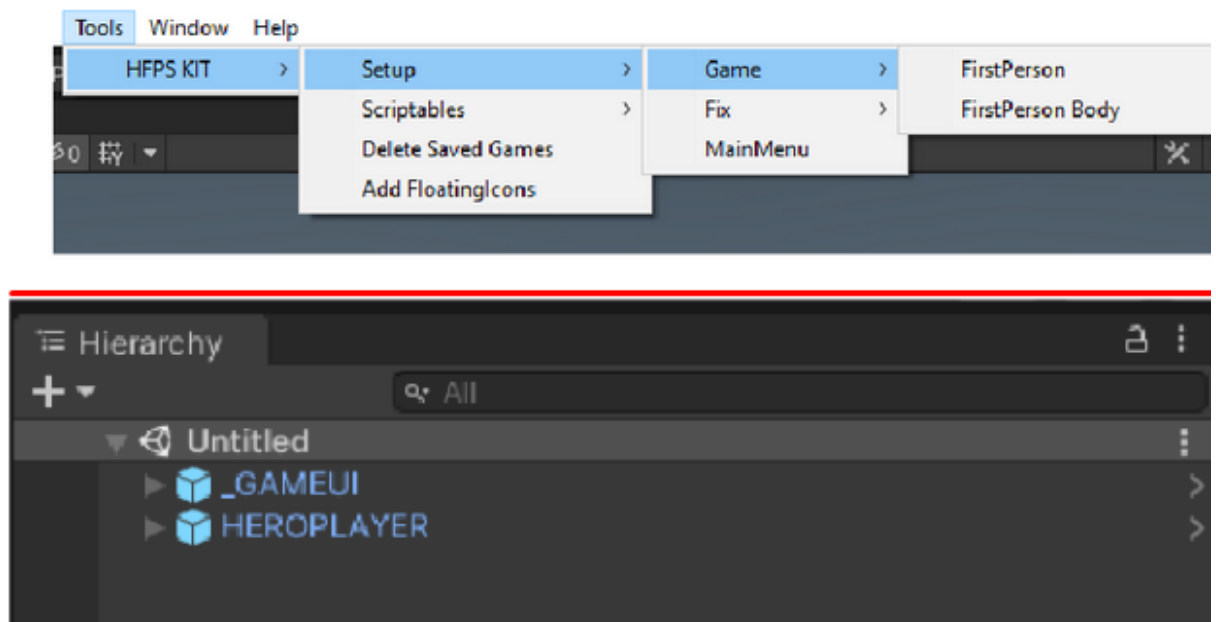 Tools Window Help
HFPS KIT > Setup > Game > FirstPerson
Scriptables > Fix > FirstPerson Body
Delete Saved Games MainMenu
Add FloatingIcons
Hierarchy
All
Untitled
_GAMEUI
HEROPLAYER